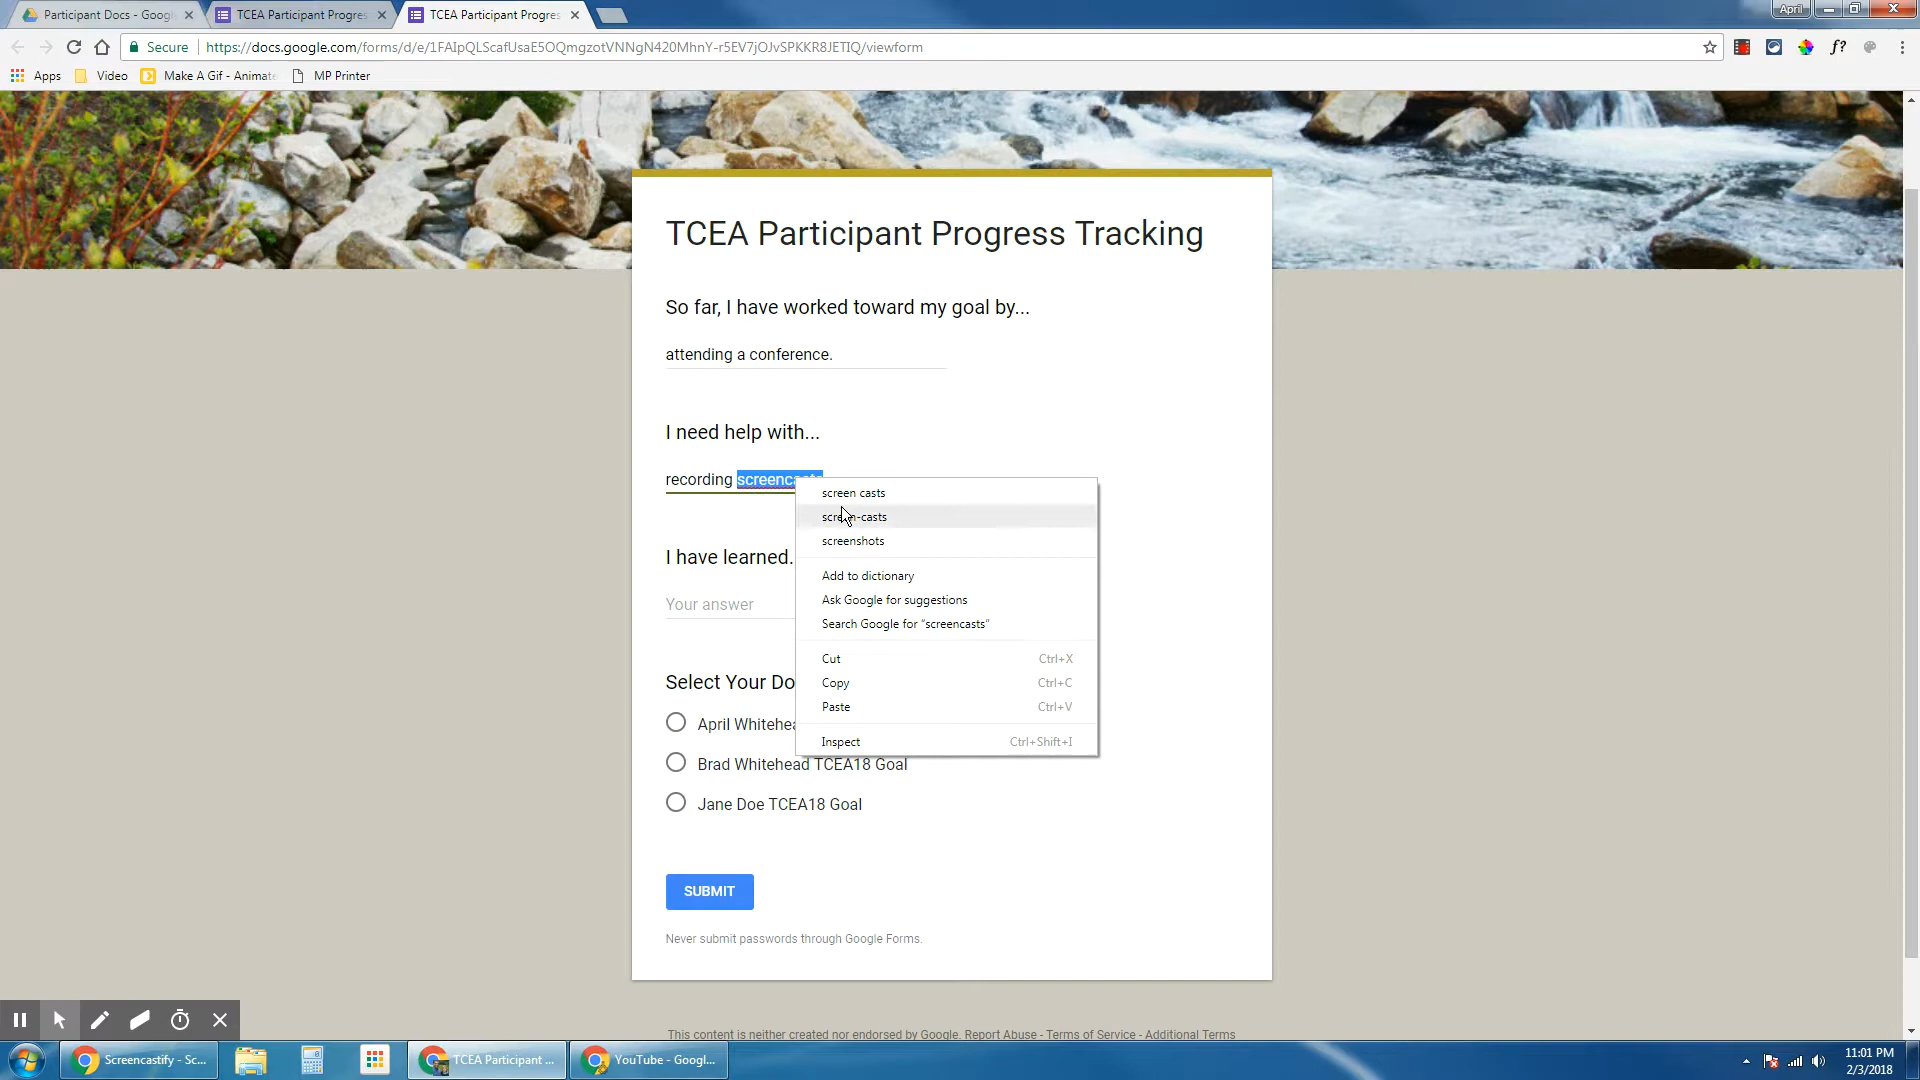 Participant Docs - Goog
TCEA Participant Progres
TCEA Participant Progres
April
Secure
https://docs.google.com/forms/d/e/1FAIpQLScafUsaE5OQmgzotVNNgN420MhnY-r5EV7jOJvSPKKR8JETIQ/viewform
f?
Apps
Video
Make A Gif - Animate
MP Printer
TCEA Participant Progress Tracking
So far, I have worked toward my goal by...
attending a conference.
I need help with...
recording screencasts
screen casts
screen-casts
screenshots
I have learned.
Add to dictionary
Your answer
Ask Google for suggestions
Search Google for “screencasts”
Cut Ctrl+X
Select Your Do
Copy Ctrl+C
Paste Ctrl+V
April Whitehea
Inspect Ctrl+Shift+I
Brad Whitehead TCEA18 Goal
Jane Doe TCEA18 Goal
SUBMIT
Never submit passwords through Google Forms.
This content is neither created nor endorsed by Google. Report Abuse - Terms of Service - Additional Terms
Screencastify - Sc...
TCEA Participant ...
YouTube - Googl...
11:01 PM
2/3/2018